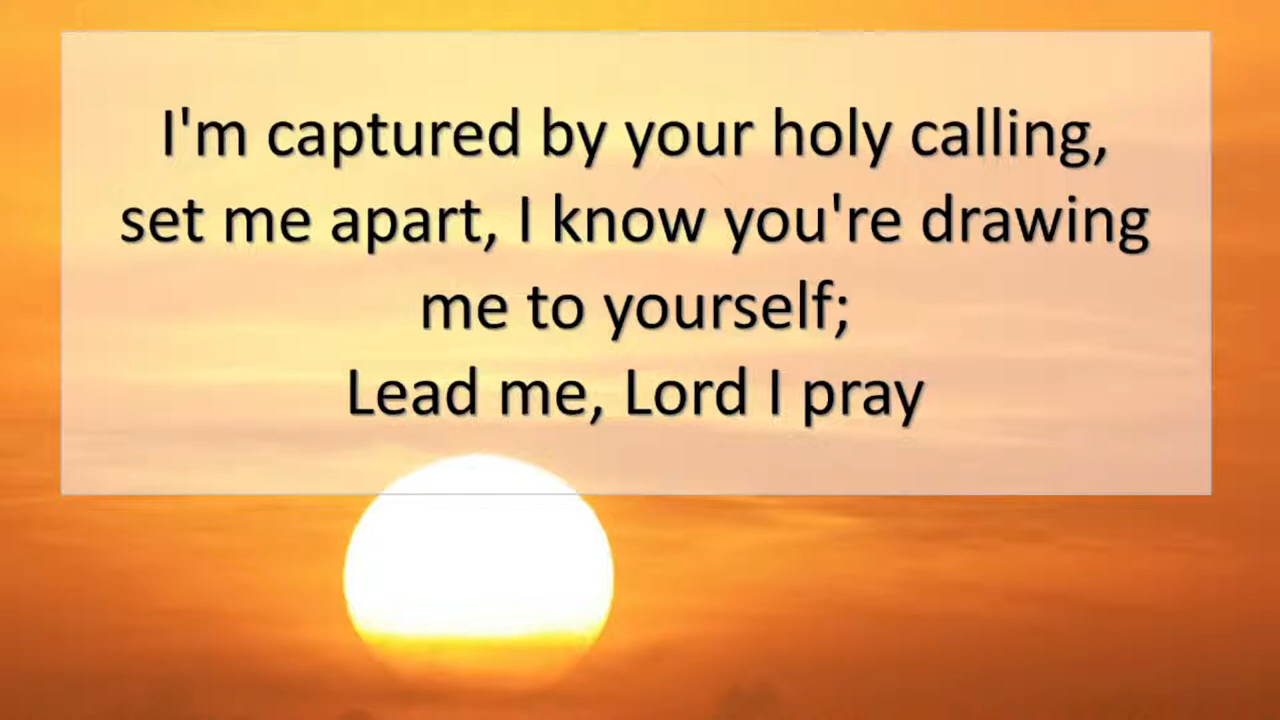 I'm captured by your holy calling,
set me apart, I know you're drawing
me to yourself;
Lead me, Lord I pray